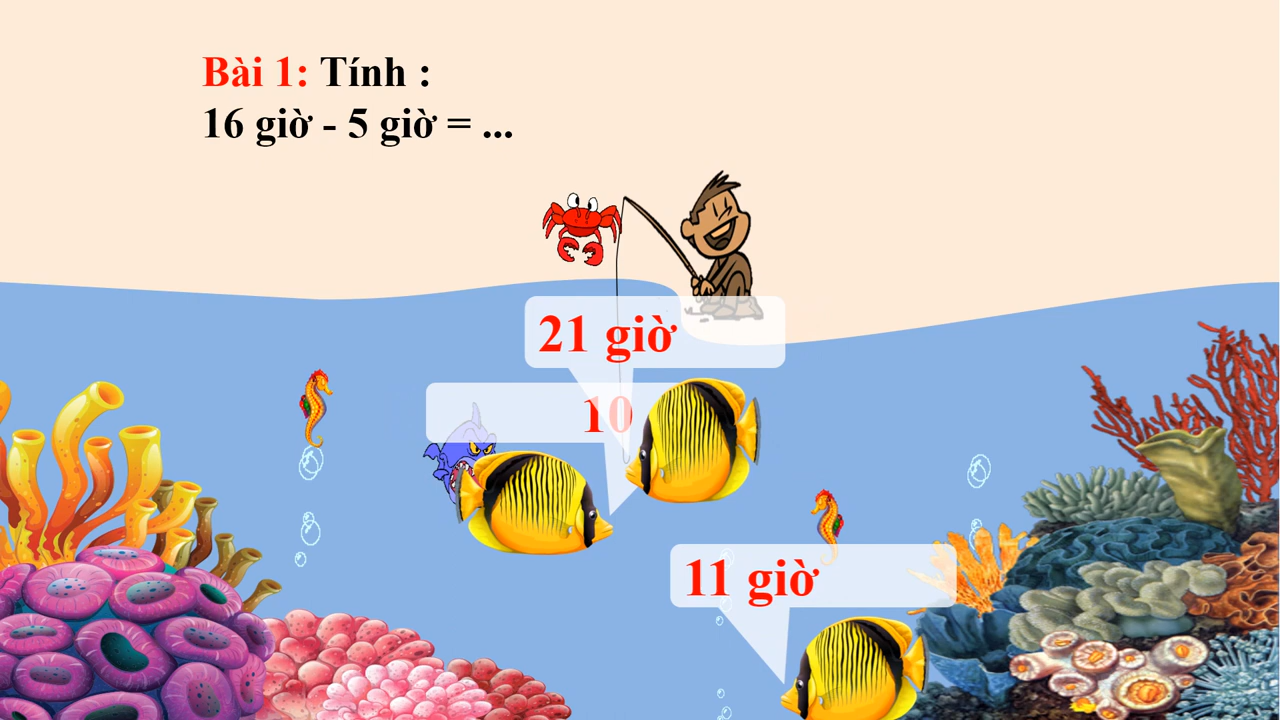 Bài 1: Tính :
16 giờ - 5 giờ = ...
21 giờ
10
11 giờ